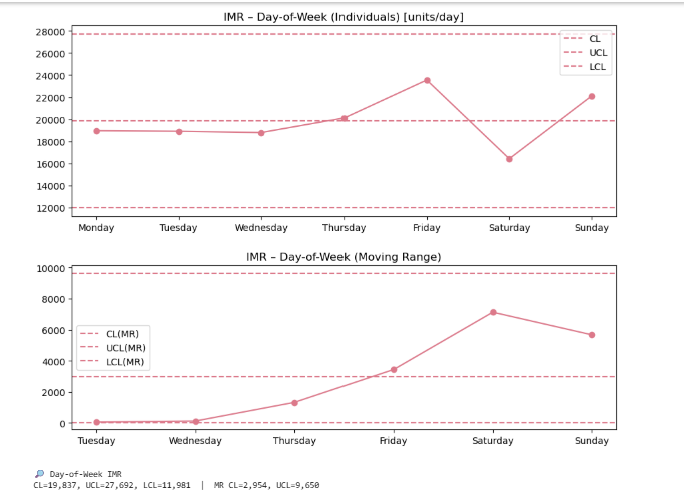 IMR – Day-of-Week (Individuals) [units/day]
28000
26000
24000
22000
20000
18000
16000
14000
12000
CL
UCL
LCL
Monday Tuesday Wednesday Thursday Friday Saturday Sunday
IMR – Day-of-Week (Moving Range)
10000
8000
6000
4000
2000
0
CL(MR)
UCL(MR)
LCL(MR)
Tuesday Wednesday Thursday Friday Saturday Sunday
🔎 Day-of-Week IMR
CL=19,837, UCL=27,692, LCL=11,981 | MR CL=2,954, UCL=9,650